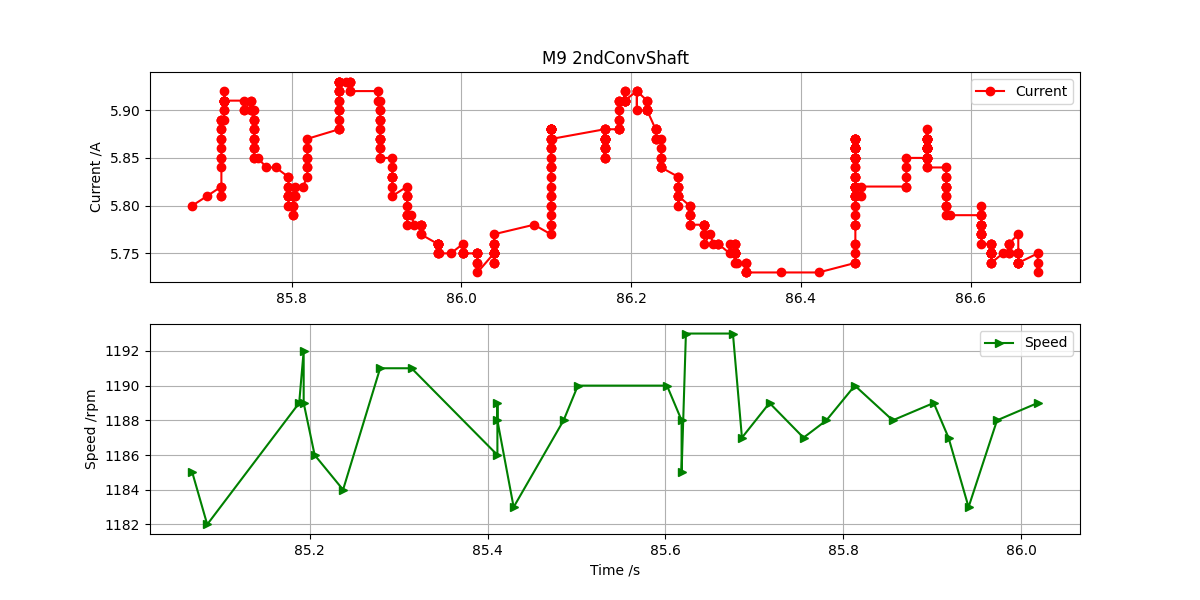 M9 2ndConvShaft
Current /A
5.90
5.85
5.80
5.75
Current
85.8 86.0 86.2 86.4 86.6
Speed /rpm
1192
1190
1188
1186
1184
1182
Speed
85.2 85.4 85.6 85.8 86.0
Time /s